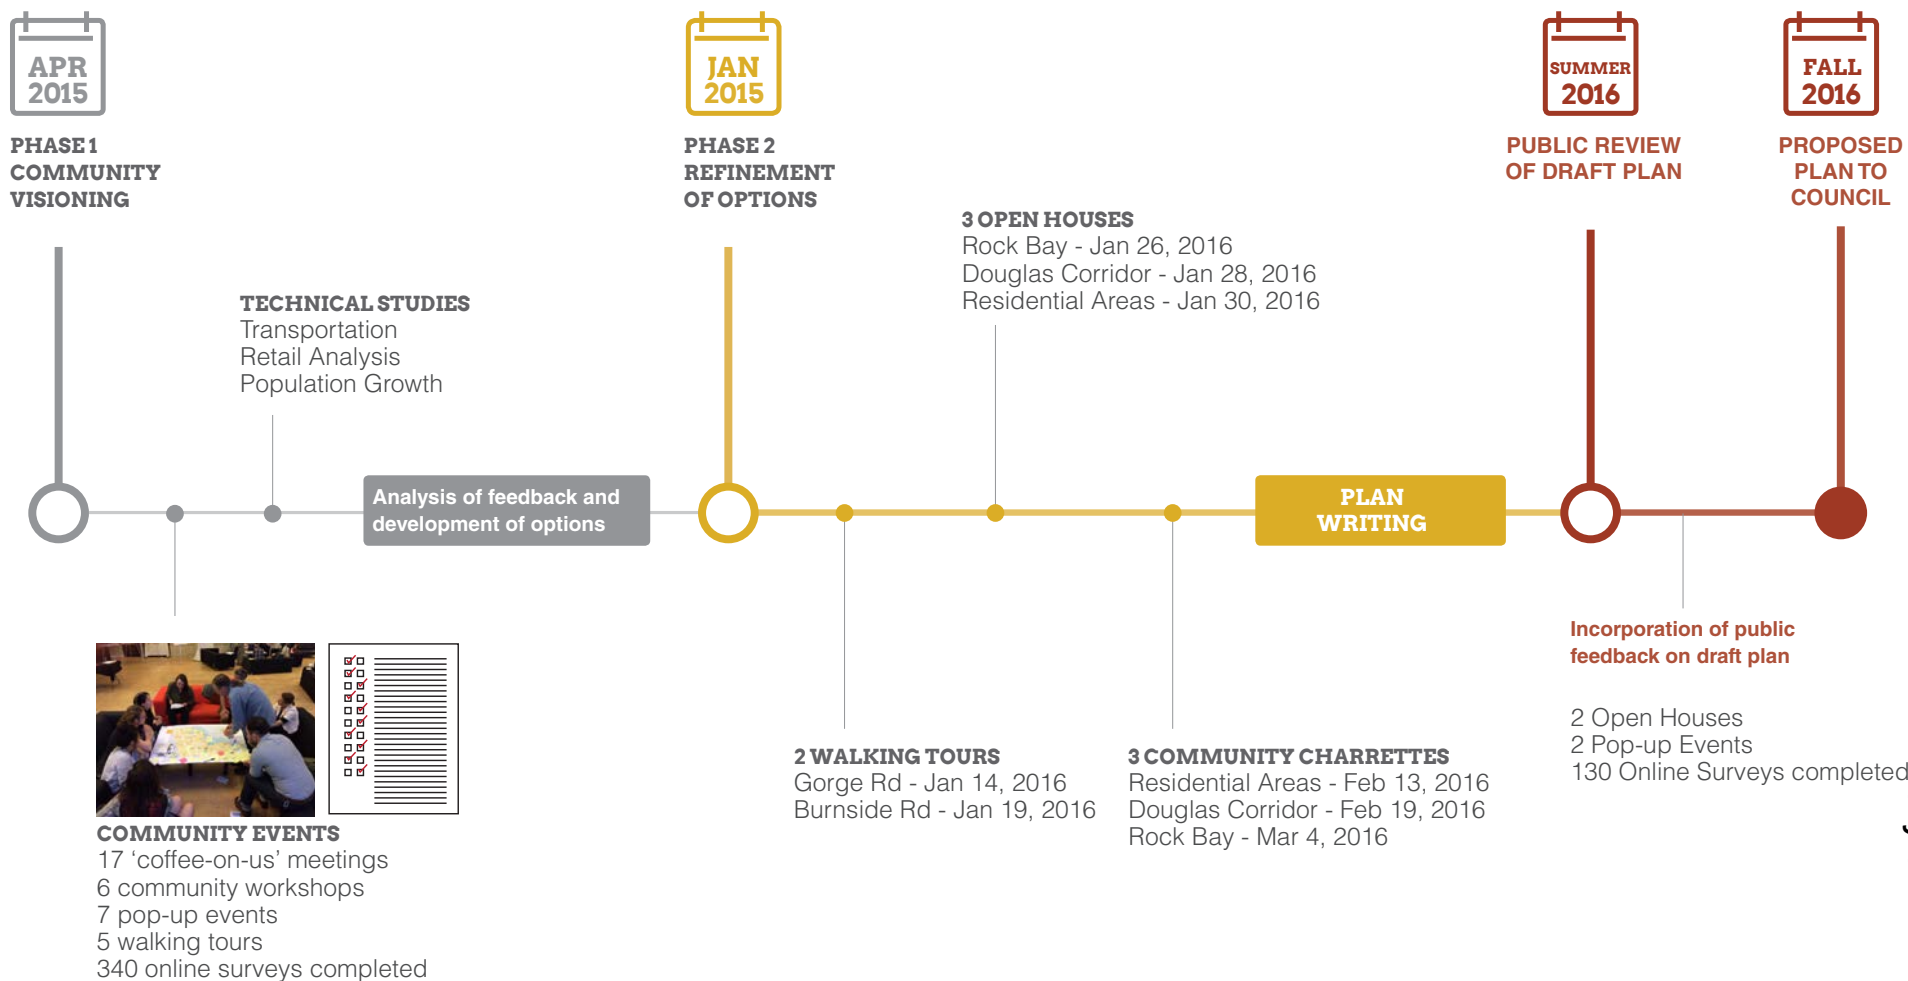 APR
2015
PHASE 1
COMMUNITY
VISIONING
TECHNICAL STUDIES
Transportation
Retail Analysis
Population Growth
Analysis of feedback and
development of options
COMMUNITY EVENTS
17 ‘coffee-on-us’ meetings
6 community workshops
7 pop-up events
5 walking tours
340 online surveys completed
JAN
2015
PHASE 2
REFINEMENT
OF OPTIONS
2 WALKING TOURS
Gorge Rd - Jan 14, 2016
Burnside Rd - Jan 19, 2016
3 OPEN HOUSES
Rock Bay - Jan 26, 2016
Douglas Corridor - Jan 28, 2016
Residential Areas - Jan 30, 2016
3 COMMUNITY CHARRETTES
Residential Areas - Feb 13, 2016
Douglas Corridor - Feb 19, 2016
Rock Bay - Mar 4, 2016
PLAN
WRITING
SUMMER
2016
PUBLIC REVIEW
OF DRAFT PLAN
Incorporation of public
feedback on draft plan
2 Open Houses
2 Pop-up Events
130 Online Surveys completed
FALL
2016
PROPOSED
PLAN TO
COUNCIL